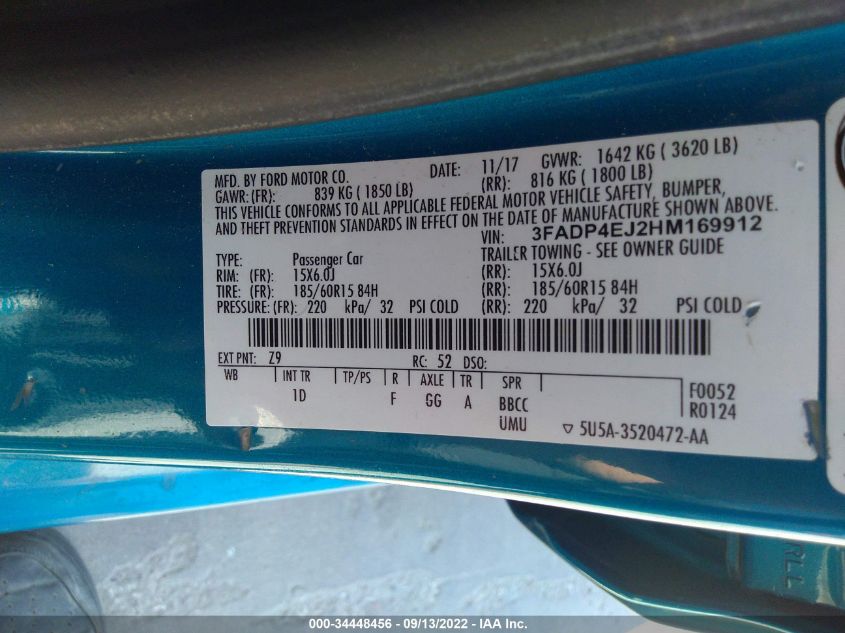 MFD. BY FORD MOTOR CO. DATE: 11/17 GVWR: 1642 KG ( 3620 LB)
GAWR: (FR): 839 KG ( 1850 LB) (RR): 816 KG ( 1800 LB)
THIS VEHICLE CONFORMS TO ALL APPLICABLE FEDERAL MOTOR VEHICLE SAFETY, BUMPER,
AND THEFT PREVENTION STANDARDS IN EFFECT ON THE DATE OF MANUFACTURE SHOWN ABOVE.
VIN: 3FADP4EJ2HM169912
TYPE: Passenger Car TRAILER TOWING - SEE OWNER GUIDE
RIM: (FR): 15X6.0J (RR): 15X6.0J
TIRE: (FR): 185/60R15 84H (RR): 185/60R15 84H
PRESSURE: (FR): 220 kPa/ 32 PSI COLD (RR): 220 kPa/ 32 PSI COLD
EXT PNT: Z9 RC: 52 DSO:
WB INT TR TP/PS R AXLE TR SPR F0052
1D F GG A BBCC R0124
UMU ▽ 5U5A-3520472-AA
RLL
000-34448456 - 09/13/2022 - IAA Inc.